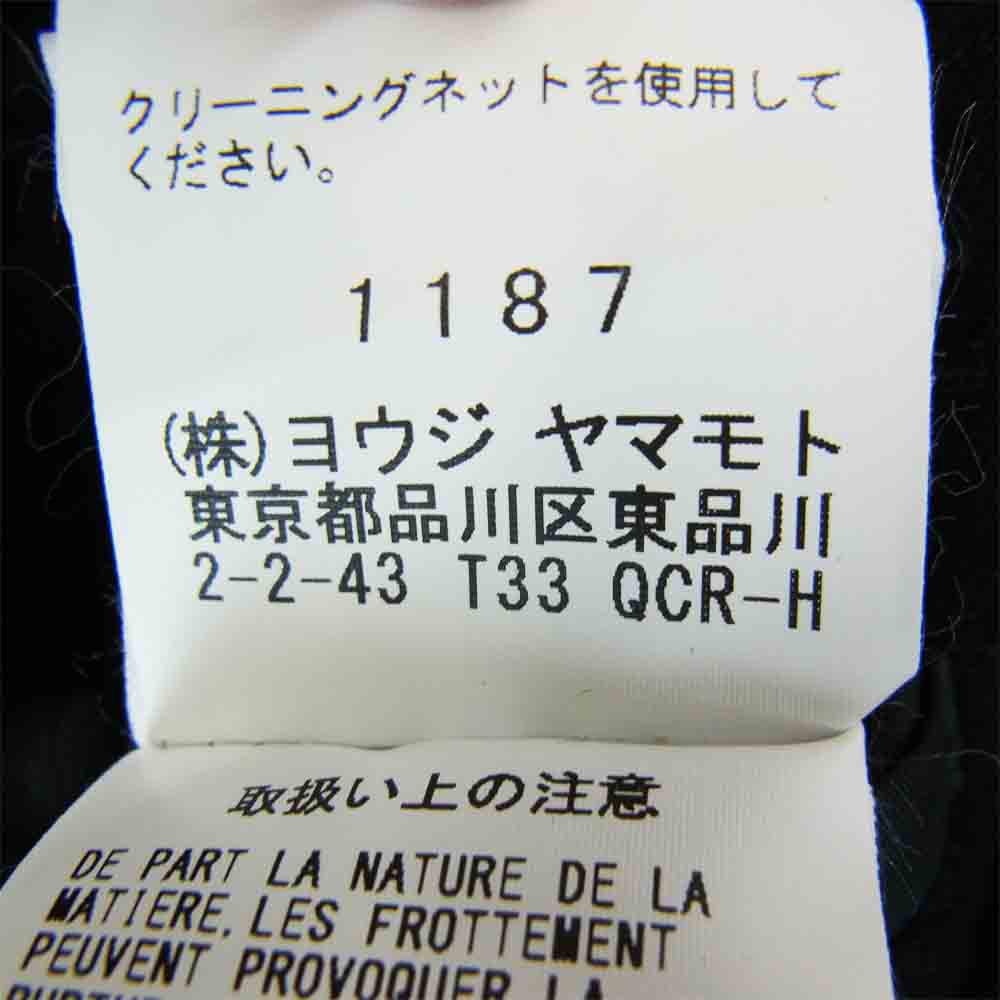 クリーニングネットを使用して
ください。
1187
(株)ヨウジ ヤマモト
東京都品川区東品川
2-2-43 T33 QCR-H
取扱い上の注意
DE PART LA NATURE DE LA
MATIERE, LES FROTTEMENT
PEUVENT PROVOQUER LA